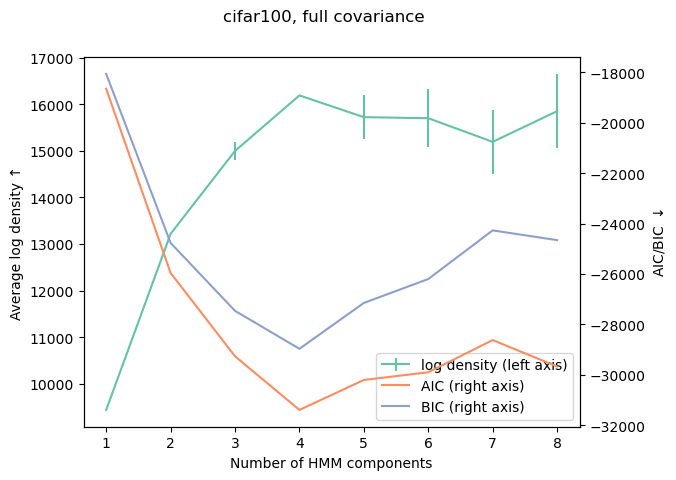 cifar100, full covariance
Average log density ↑
17000
16000
15000
14000
13000
12000
11000
10000
−18000
−20000
−22000
−24000
−26000
−28000
−30000
−32000
AIC/BIC ↓
log density (left axis)
AIC (right axis)
BIC (right axis)
1 2 3 4 5 6 7 8
Number of HMM components